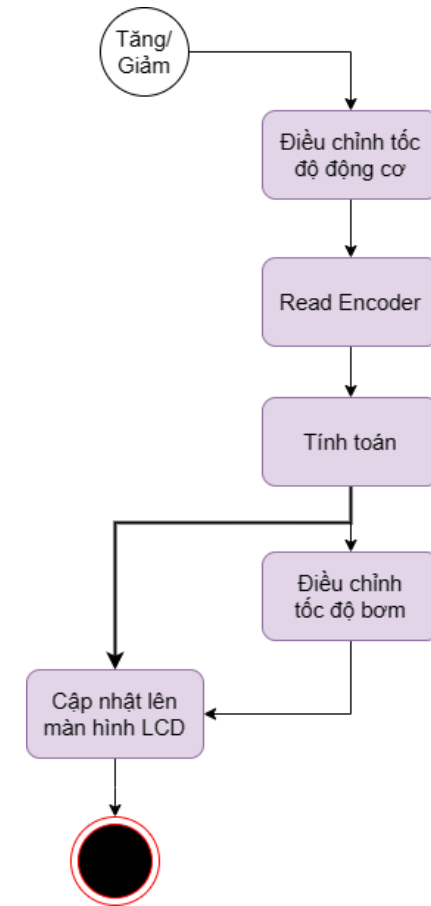 Tăng/
Giảm
Điều chỉnh tốc
độ động cơ
Read Encoder
Tính toán
Điều chỉnh
tốc độ bơm
Cập nhật lên
màn hình LCD